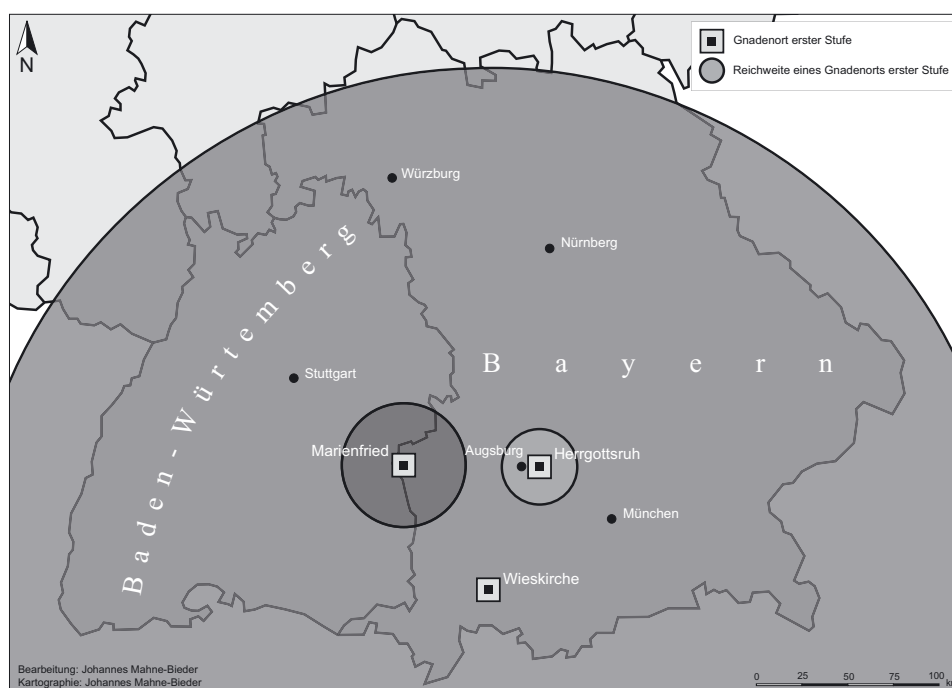 N
Gnadenort erster Stufe
Reichweite eines Gnadenorts erster Stufe
Würzburg
Nürnberg
Baden-Würtemberg
Bayern
Stuttgart
Marienfried
Augsburg
Herrgottsruh
München
Wieskirche
Bearbeitung: Johannes Mahne-Bieder
Kartographie: Johannes Mahne-Bieder
0 25 50 75 100